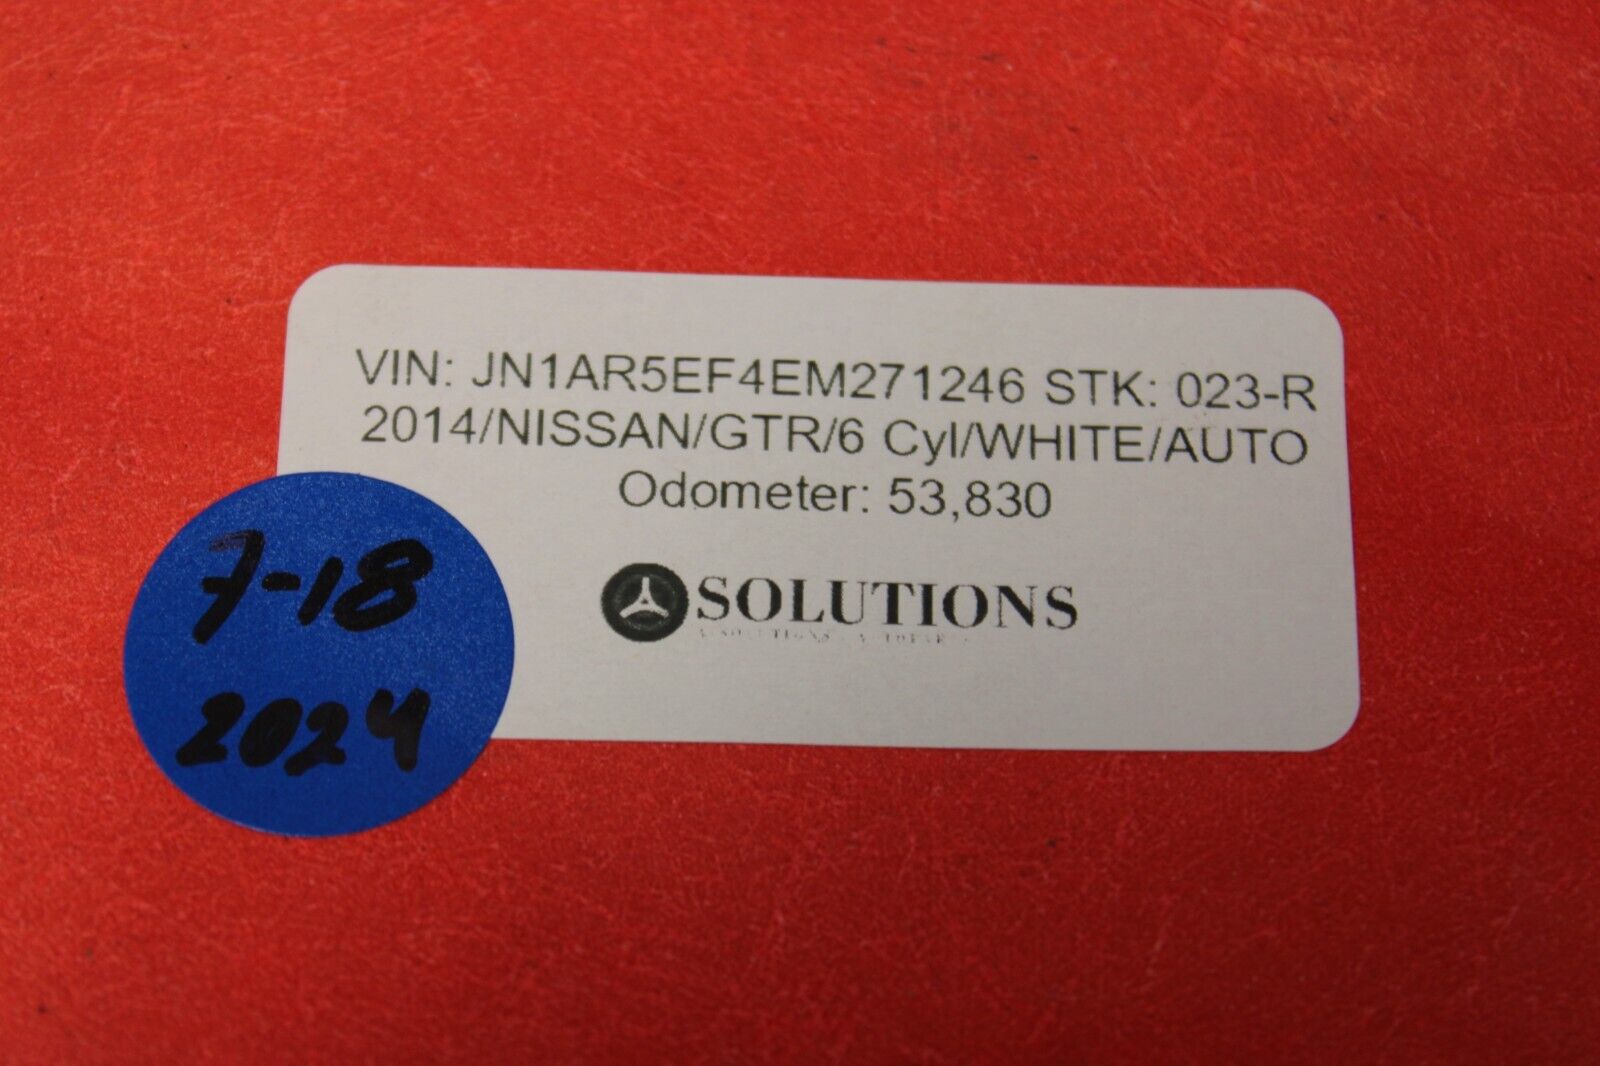 VIN: JN1AR5EF4EM271246 STK: 023-R
2014/NISSAN/GTR/6 Cyl/WHITE/AUTO
Odometer: 53,830
SOLUTIONS
7-18
2024